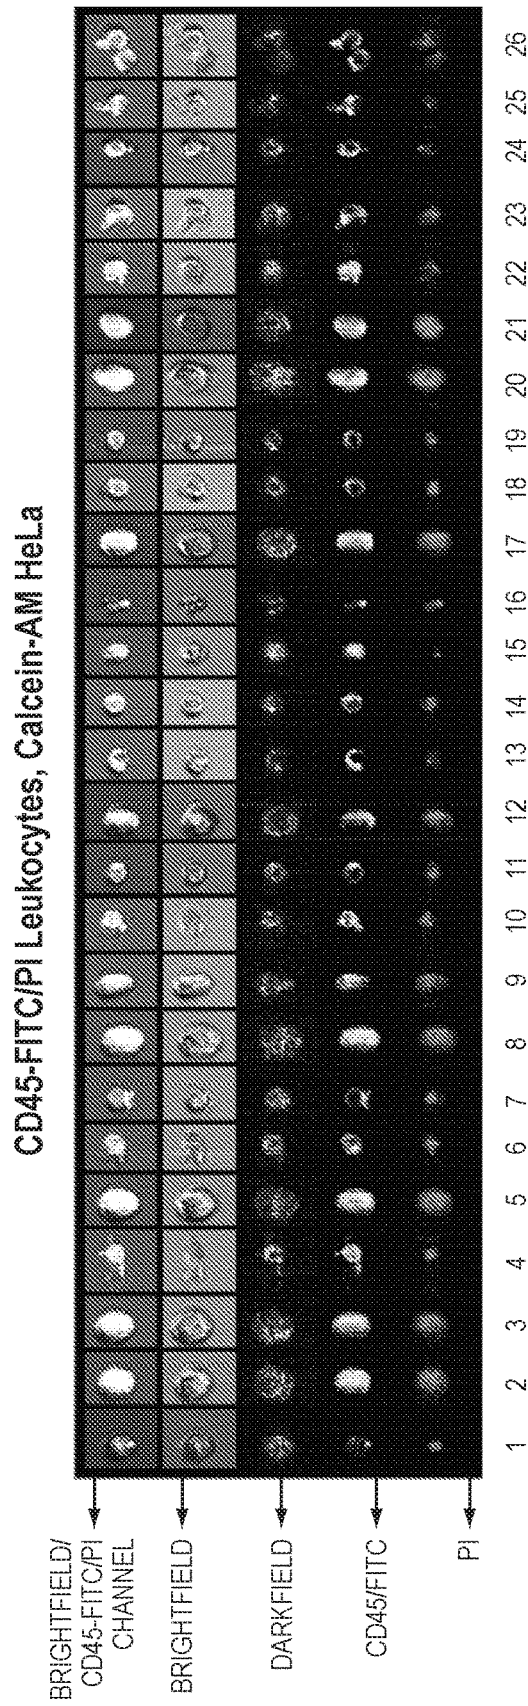 CD45-FITC/PI Leukocytes, Calcein-AM HeLa
BRIGHTFIELD/
CD45-FITC/PI
CHANNEL
BRIGHTFIELD
DARKFIELD
CD45/FITC
PI
1 2 3 4 5 6 7 8 9 10 11 12 13 14 15 16 17 18 19 20 21 22 23 24 25 26